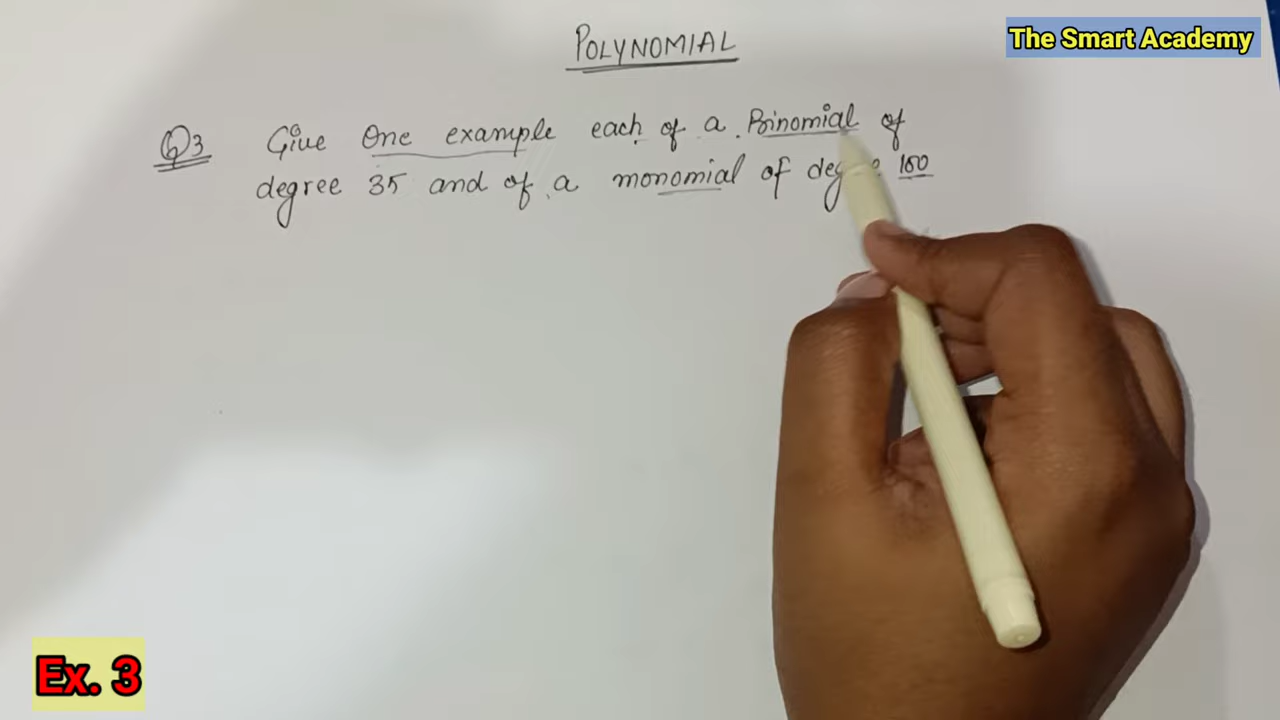 POLYNOMIAL
The Smart Academy
Q3 Give One example each of a Binomial of
degree 35 and of a monomial of 100
Ex. 3